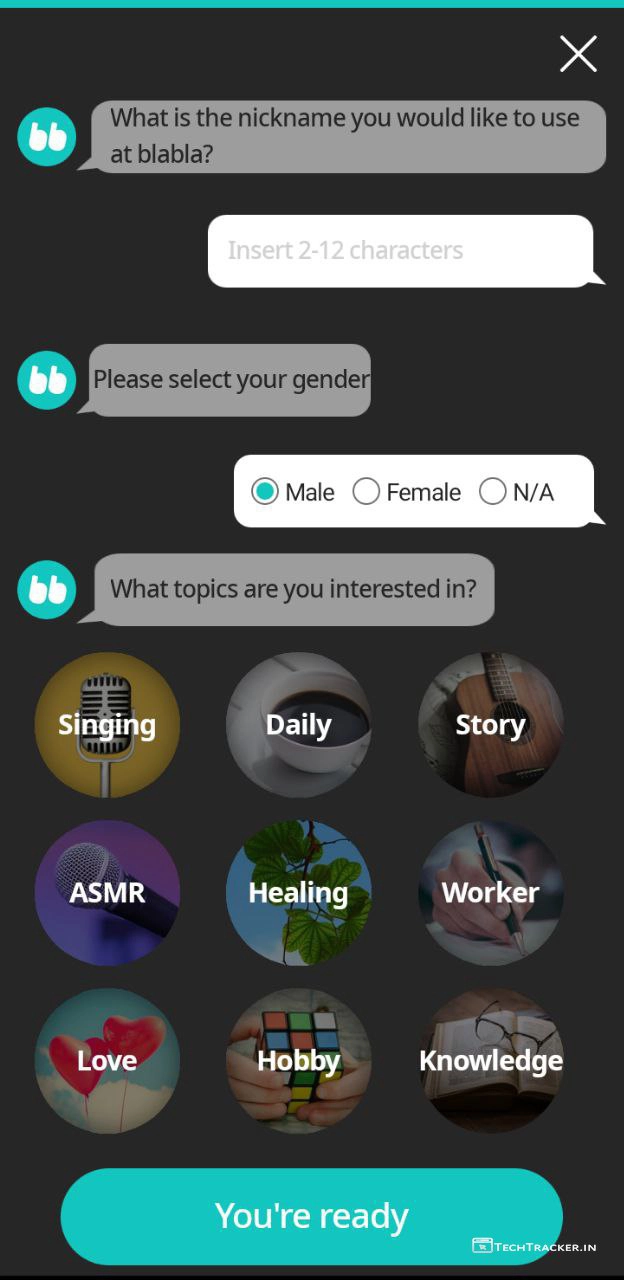 What is the nickname you would like to use
at blabla?
Insert 2-12 characters
Please select your gender
Male Female N/A
What topics are you interested in?
Singing Daily Story
ASMR Healing Worker
Love Hobby Knowledge
You're ready
TECHTRACKER.IN